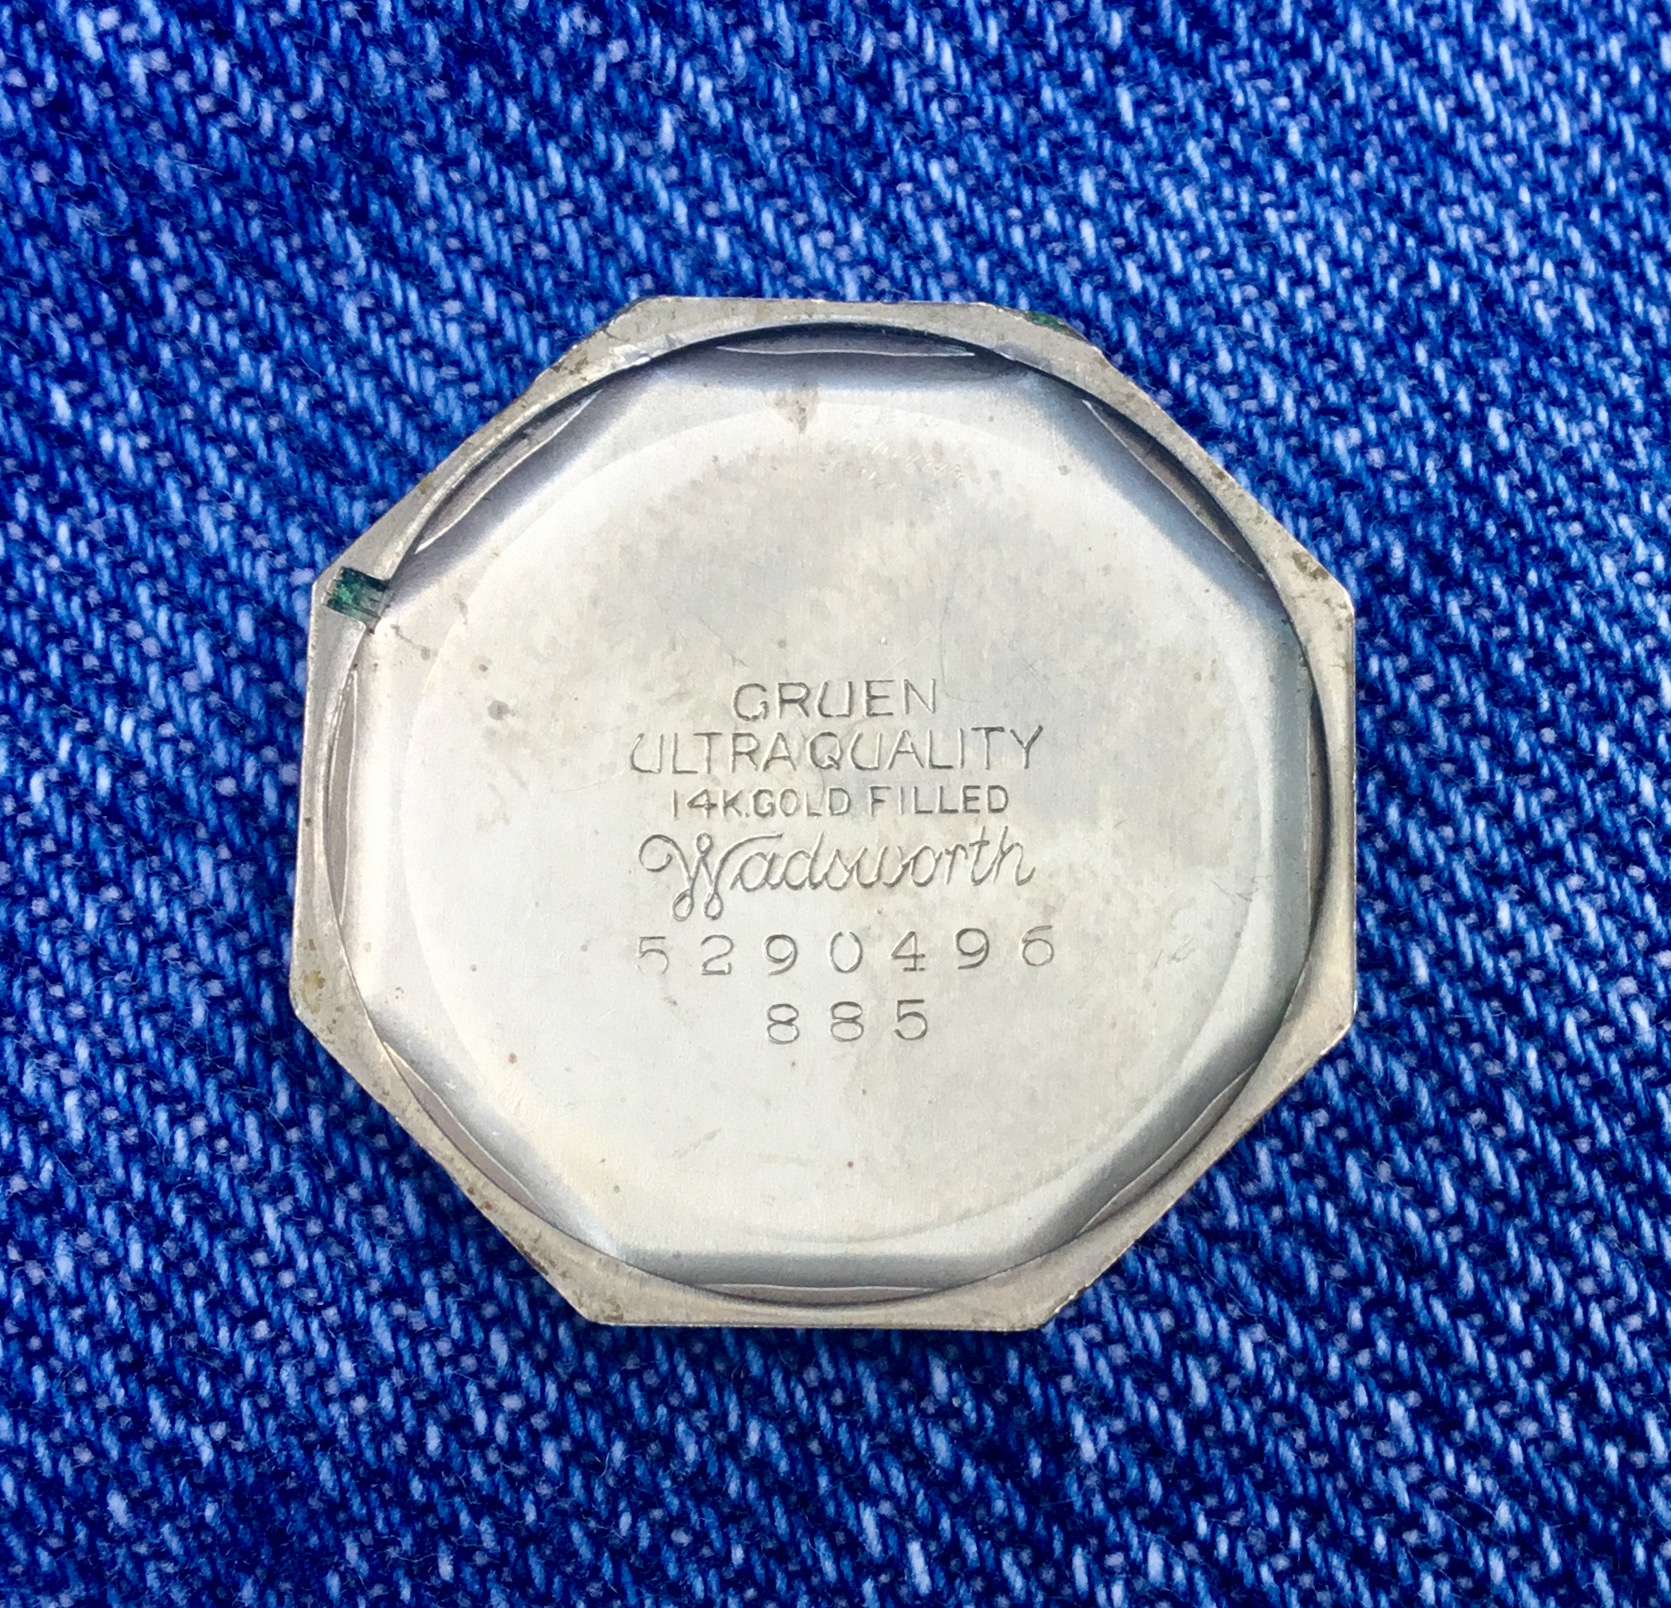 GRUEN
ULTRAQUALITY
14K.GOLD FILLED
Wadsworth
5290496
885